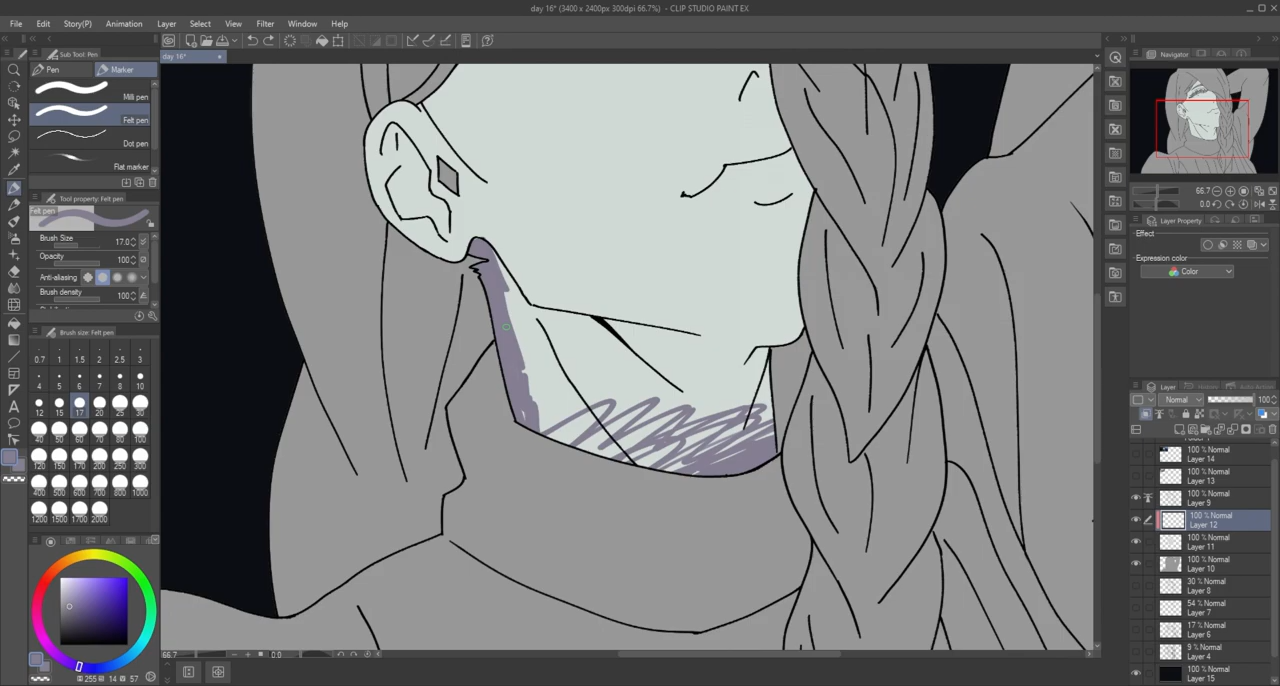 day 16* (3400 x 2400px 300dpi 66.7%) - CLIP STUDIO PAINT EX
File Edit Story(P) Animation Layer Select View Filter Window Help
Sub Tool: Pen
day 16*
Navigator
Pen Marker
Milli pen
Felt pen
Dot pen
Flat marker
Tool property: Felt pen
Felt pen
Brush Size 17.0
Opacity 100
Anti-aliasing
Brush density 100
Brush size: Felt pen
0.7 1 1.5 2 2.5 3
4 5 6 7 8 10
12 15 17 20 25 30
40 50 60 70 80 100
120 150 170 200 250 300
400 500 600 700 800 1000
1200 1500 1700 2000
255 14 57
66.7 0.0
66.7
0.0
Layer Property
Effect
Expression color
Color
Layer History Auto Action
Normal 100
100 % Normal
Layer 14
100 % Normal
Layer 13
100 % Normal
Layer 9
100 % Normal
Layer 12
100 % Normal
Layer 11
100 % Normal
Layer 10
30 % Normal
Layer 8
54 % Normal
Layer 7
17 % Normal
Layer 6
9 % Normal
Layer 4
100 % Normal
Layer 15